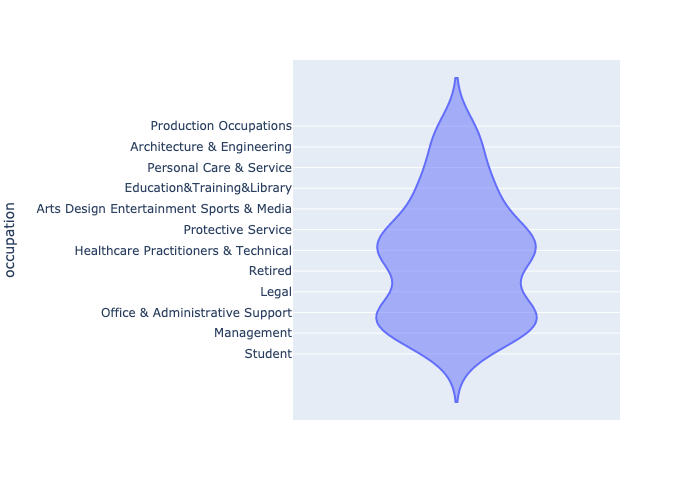 Production Occupations
Architecture & Engineering
Personal Care & Service
Education&Training&Library
Arts Design Entertainment Sports & Media
Protective Service
Healthcare Practitioners & Technical
Retired
Legal
Office & Administrative Support
Management
Student
occupation